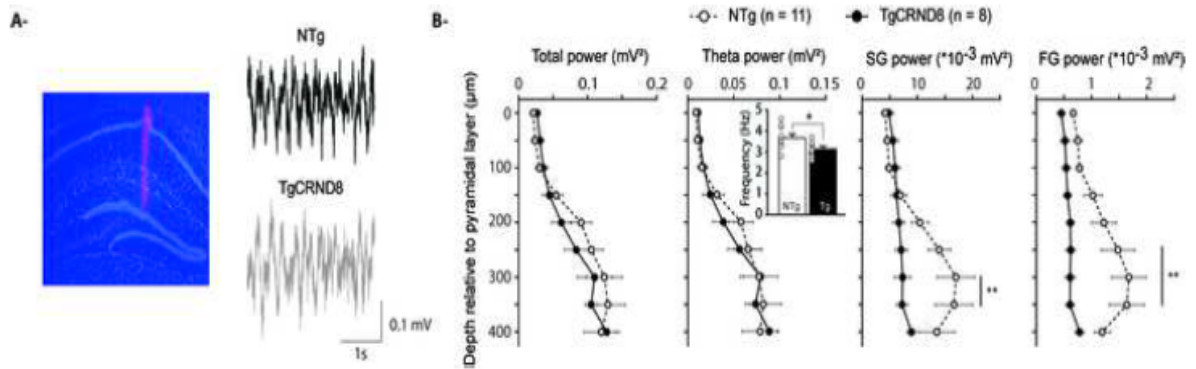 A-
NTg
TgCRND8
0.1 mV
1s
B-
NTg (n = 11)
TgCRND8 (n = 8)
Depth relative to pyramidal layer (µm)
0
100
200
300
400
Total power (mV²)
0 0.1 0.2
Theta power (mV²)
0 0.05 0.1 0.15
Frequency (Hz)
5
4
3
2
1
0
*
NTg Tg
SG power (*10-3 mV²)
0 10 20
**
FG power (*10-3 mV²)
0 1 2
**